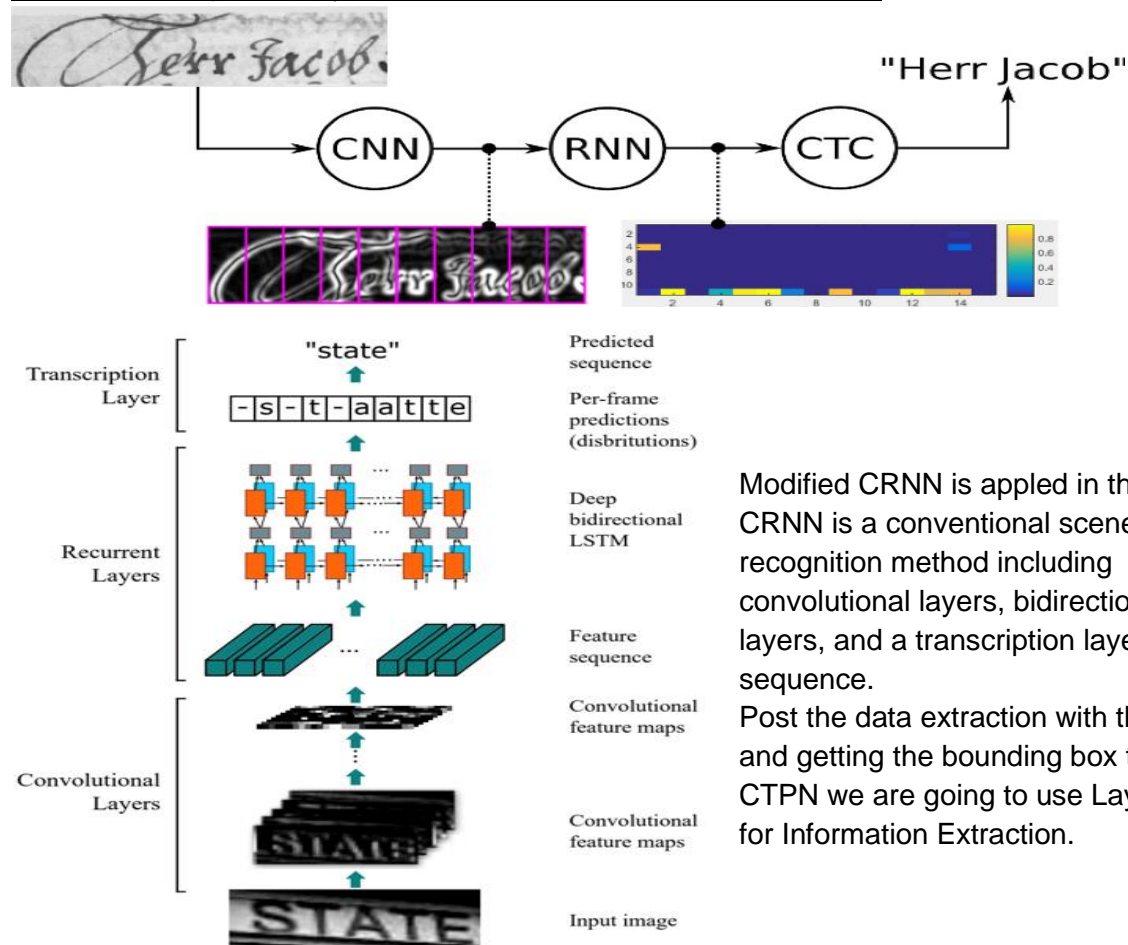 Herr Jacob.
"Herr Jacob"
CNN
RNN
CTC
2
4
6
8
10
2 4 6 8 10 12 14
0.8
0.6
0.4
0.2
Transcription
Layer
"state"
-s-t-aatte
Predicted
sequence
Per-frame
predictions
(disbritutions)
Recurrent
Layers
Deep
bidirectional
LSTM
Feature
sequence
Convolutional
Layers
Convolutional
feature maps
Convolutional
feature maps
STATE
STATE
Input image
Modified CRNN is appled in
CRNN is a conventional scene
recognition method including
convolutional layers,
layers, and a transcription
sequence.
Post the data extraction with
and getting the bounding box
CTPN we are going to use
for Information Extraction.